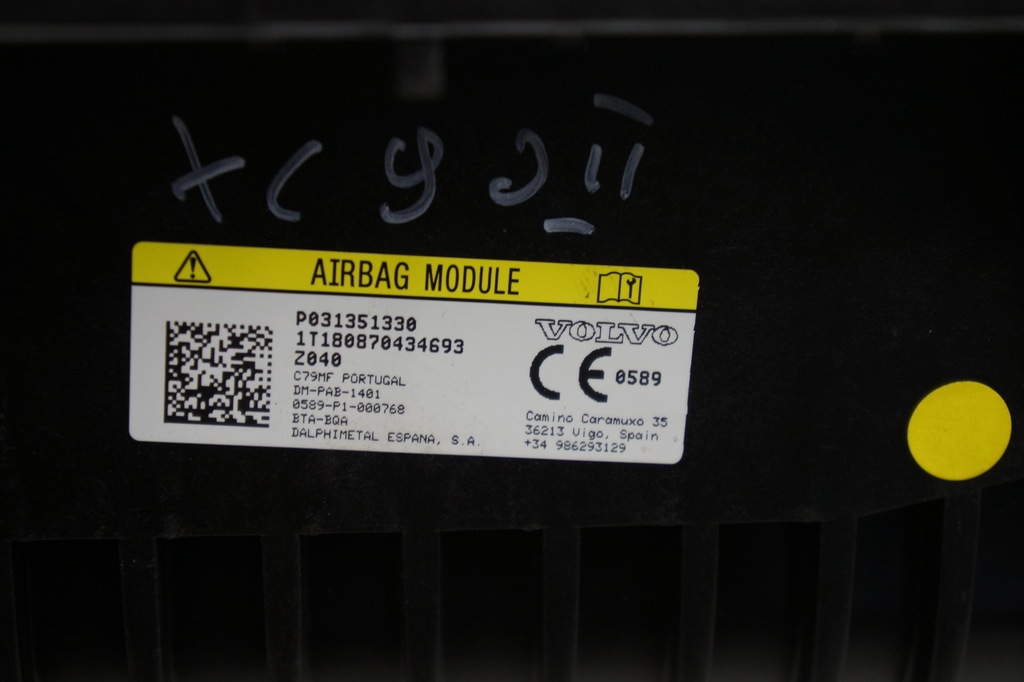 XC90 II
AIRBAG MODULE
P031351330
1T180870434693
Z040
C79MF PORTUGAL
DM-PAB-1401
0589-P1-000768
BTA-BQA
DALPHIMETAL ESPANA, S.A.
VOLVO
CE 0589
Camino Caramuxo 35
36213 Vigo, Spain
+34 986293129